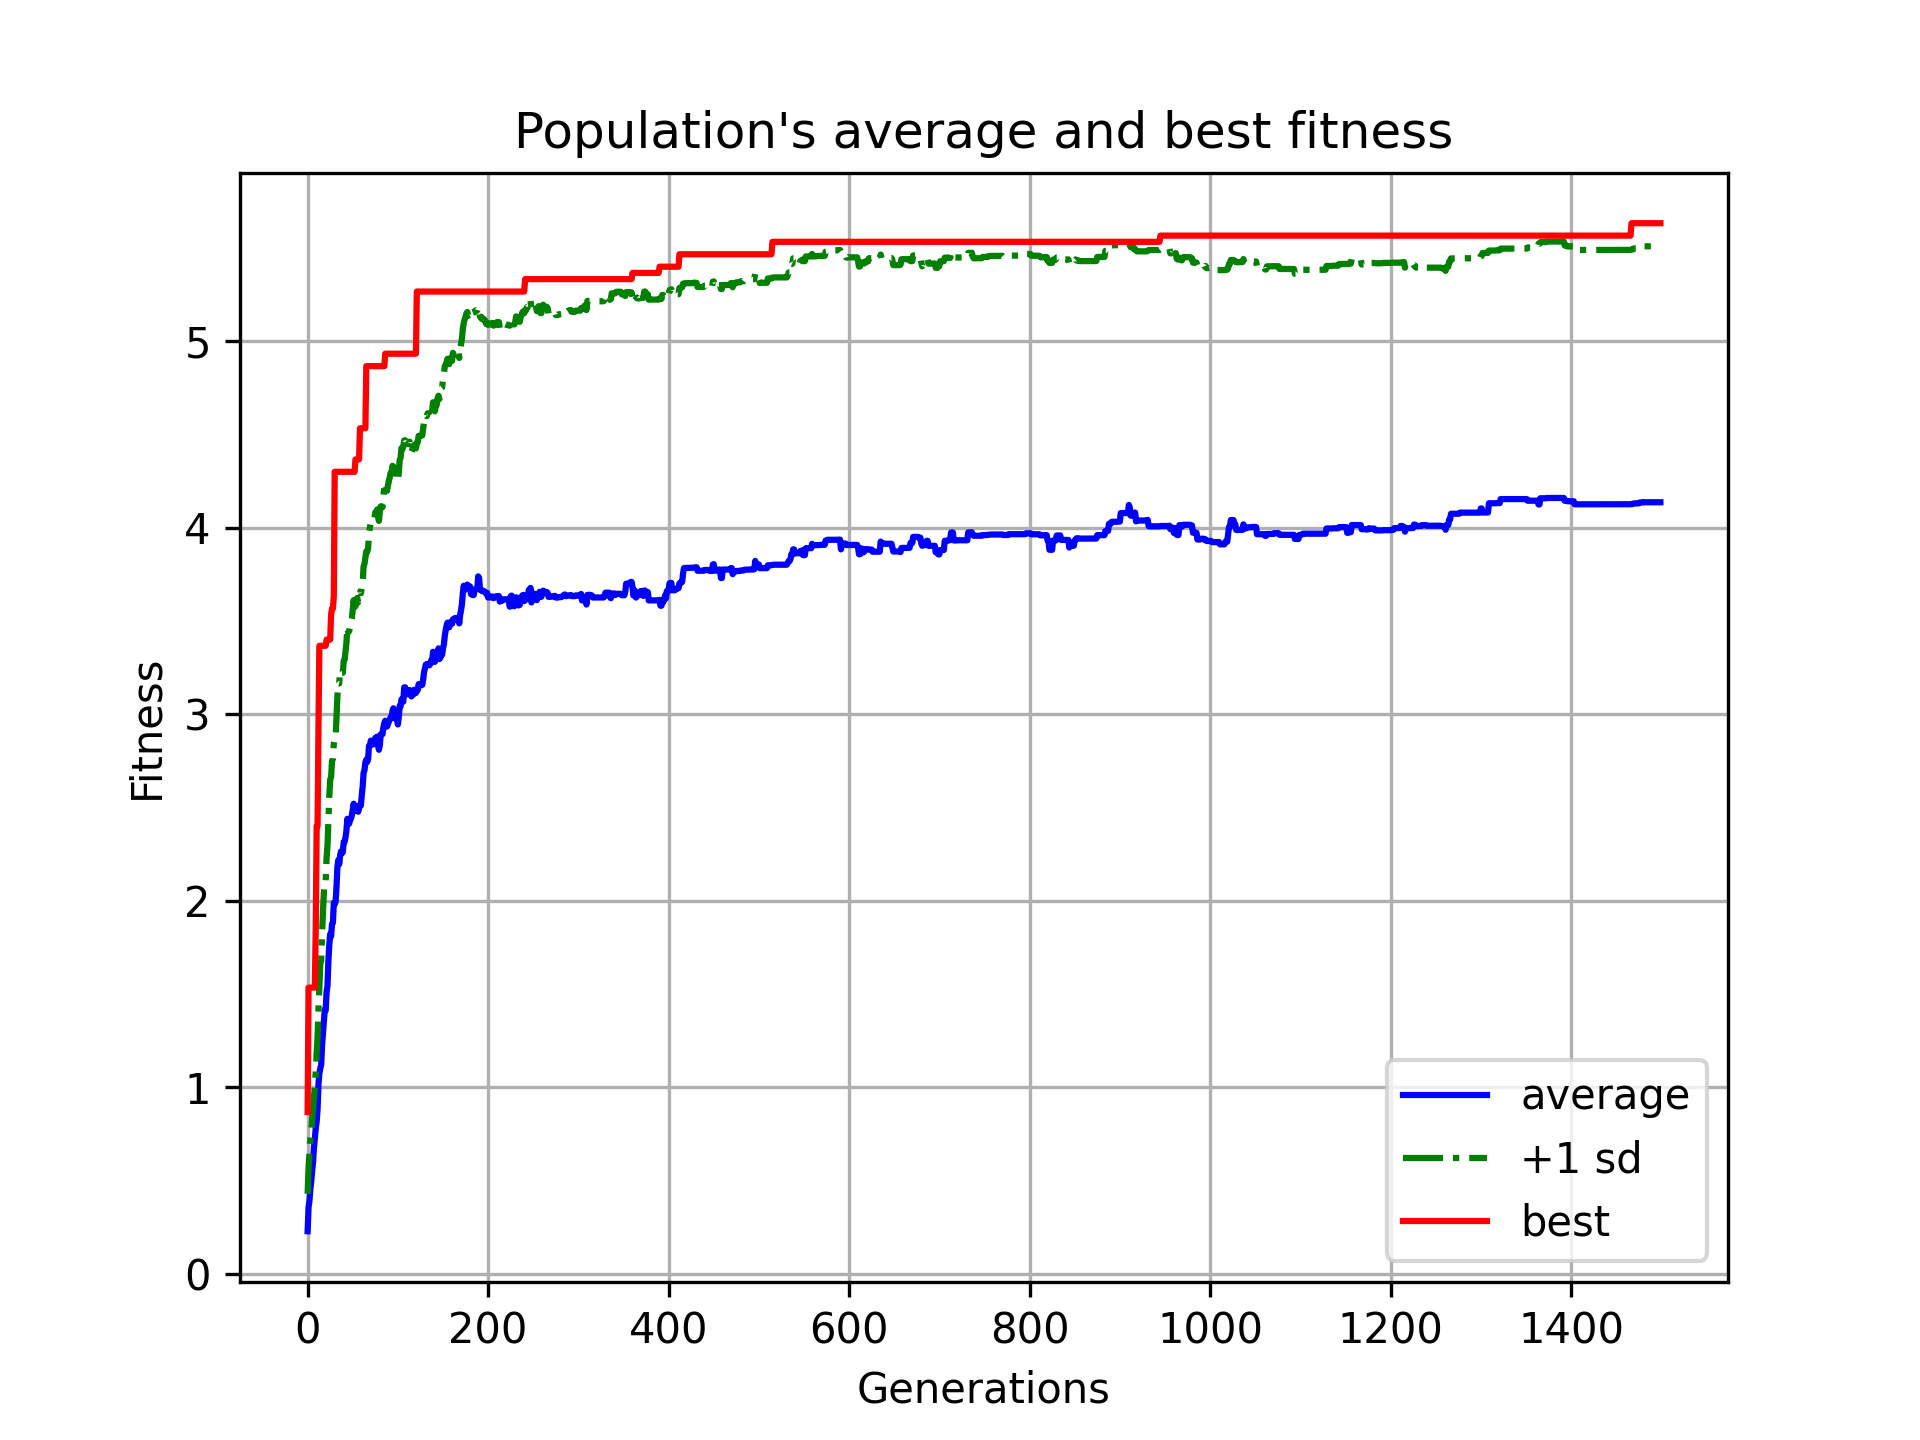 Population's average and best fitness
Fitness
5
4
3
2
1
0
0 200 400 600 800 1000 1200 1400
Generations
average
+1 sd
best